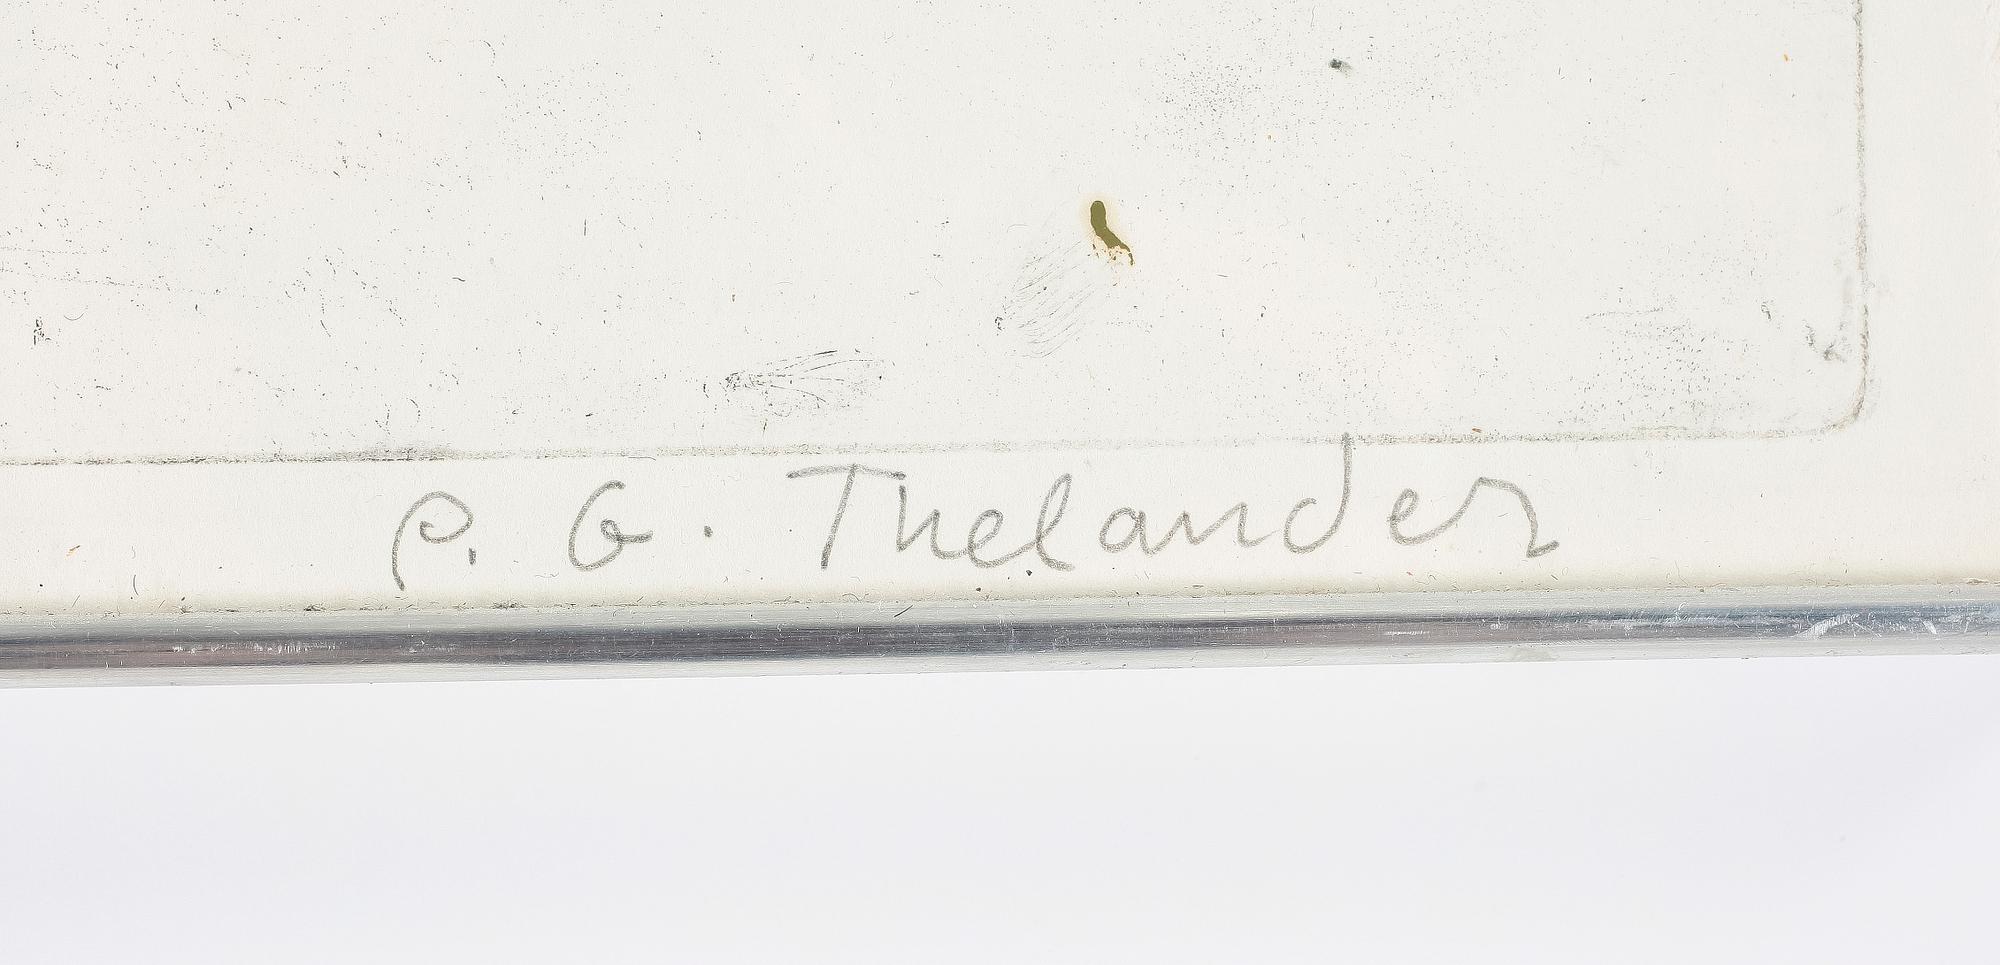 P. G. Thelander